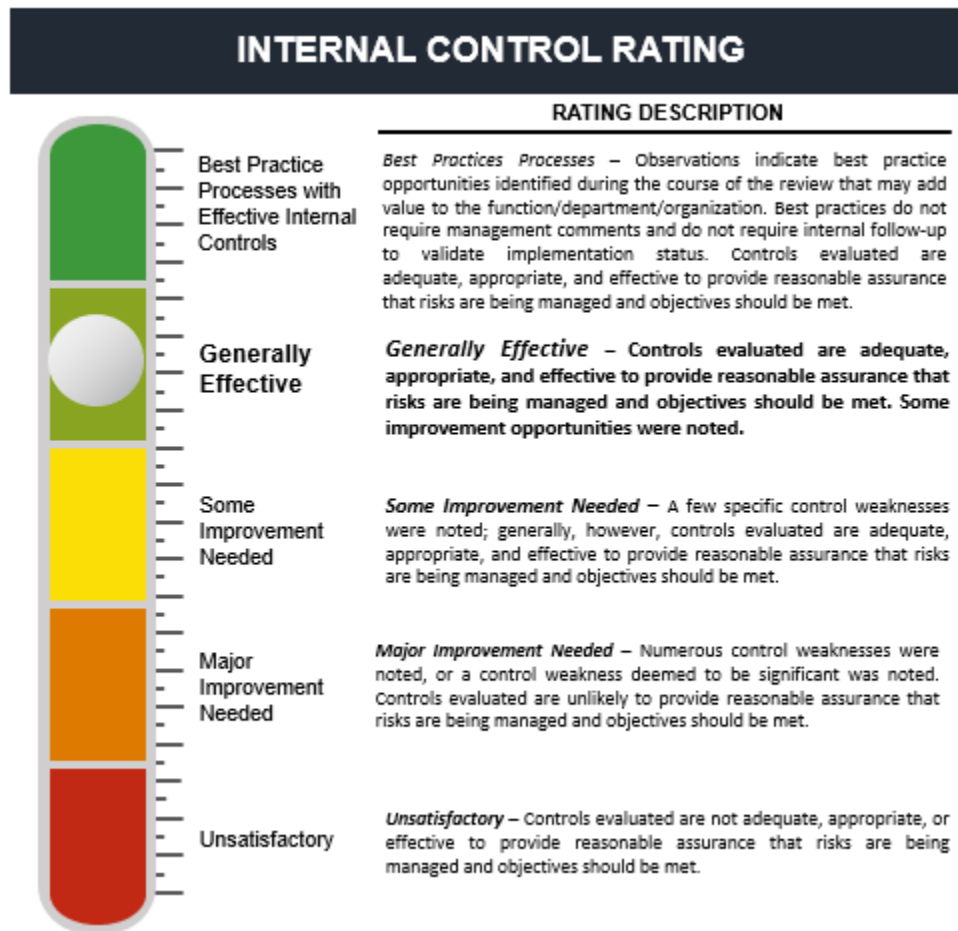 INTERNAL CONTROL RATING
RATING DESCRIPTION
Best Practice
Processes with
Effective Internal
Controls
Best Practices Processes – Observations indicate best practice
opportunities identified during the course of the review that may add
value to the function/department/organization. Best practices do not
require management comments and do not require internal follow-up
to validate implementation status. Controls evaluated are
adequate, appropriate, and effective to provide reasonable assurance
that risks are being managed and objectives should be met.
Generally
Effective
Generally Effective – Controls evaluated are adequate,
appropriate, and effective to provide reasonable assurance that
risks are being managed and objectives should be met. Some
improvement opportunities were noted.
Some
Improvement
Needed
Some Improvement Needed – A few specific control weaknesses
were noted; generally, however, controls evaluated are adequate,
appropriate, and effective to provide reasonable assurance that risks
are being managed and objectives should be met.
Major
Improvement
Needed
Major Improvement Needed – Numerous control weaknesses were
noted, or a control weakness deemed to be significant was noted.
Controls evaluated are unlikely to provide reasonable assurance that
risks are being managed and objectives should be met.
Unsatisfactory
Unsatisfactory – Controls evaluated are not adequate, appropriate, or
effective to provide reasonable assurance that risks are being
managed and objectives should be met.